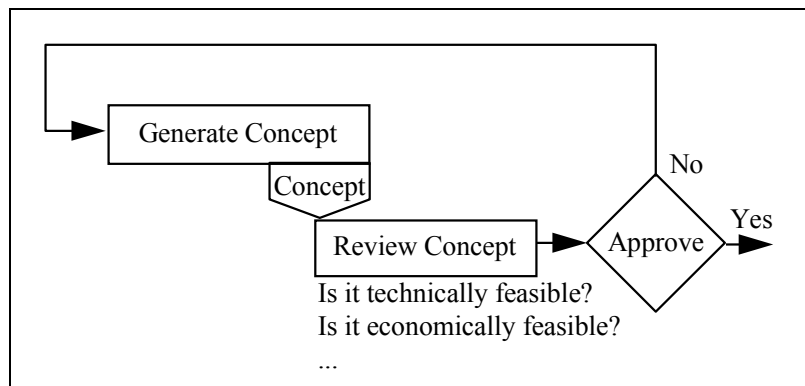 Generate Concept
Concept
No
Yes
Review Concept
Approve
Is it technically feasible?
Is it economically feasible?
...